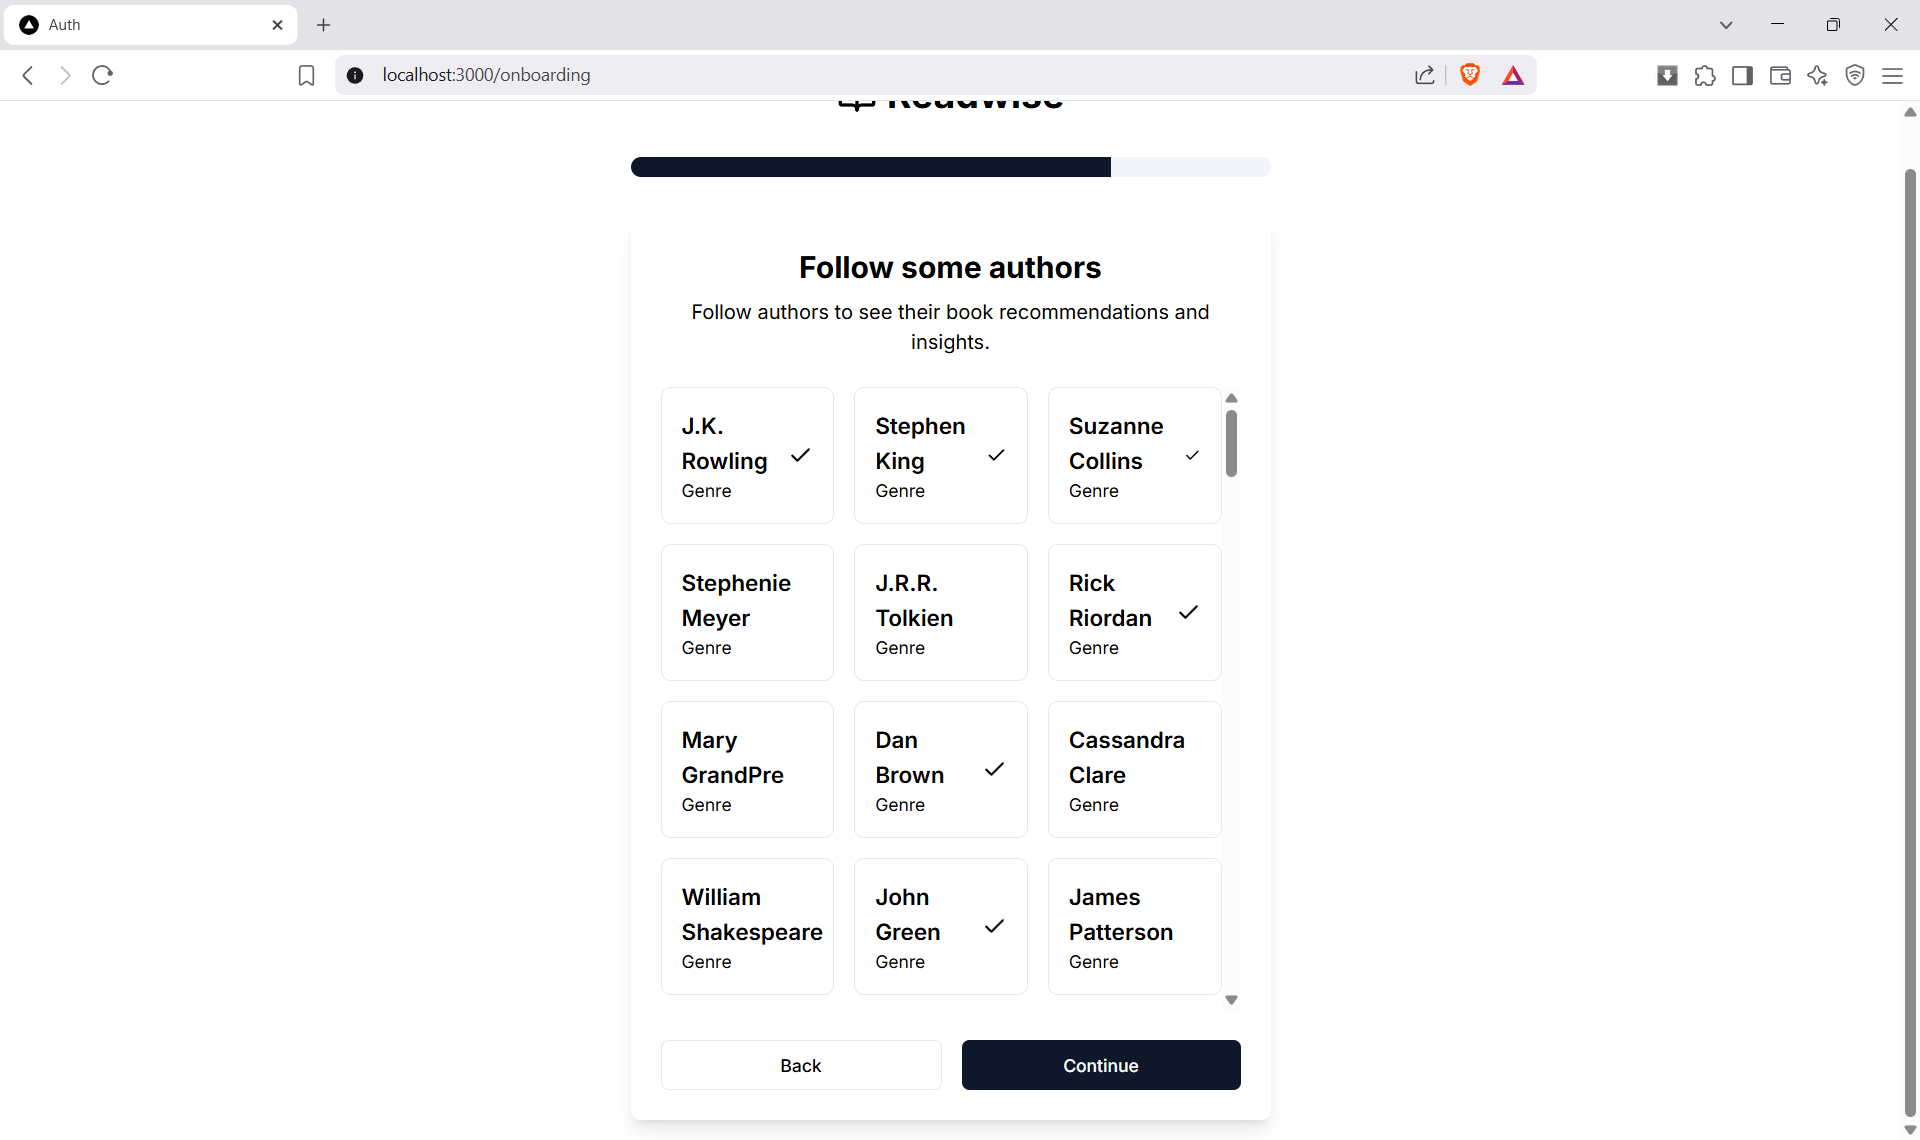 Auth
localhost:3000/onboarding
Readwise
Follow some authors
Follow authors to see their book recommendations and
insights.
J.K.
Rowling
Genre
Stephen
King
Genre
Suzanne
Collins
Genre
Stephenie
Meyer
Genre
J.R.R.
Tolkien
Genre
Rick
Riordan
Genre
Mary
GrandPre
Genre
Dan
Brown
Genre
Cassandra
Clare
Genre
William
Shakespeare
Genre
John
Green
Genre
James
Patterson
Genre
Back
Continue